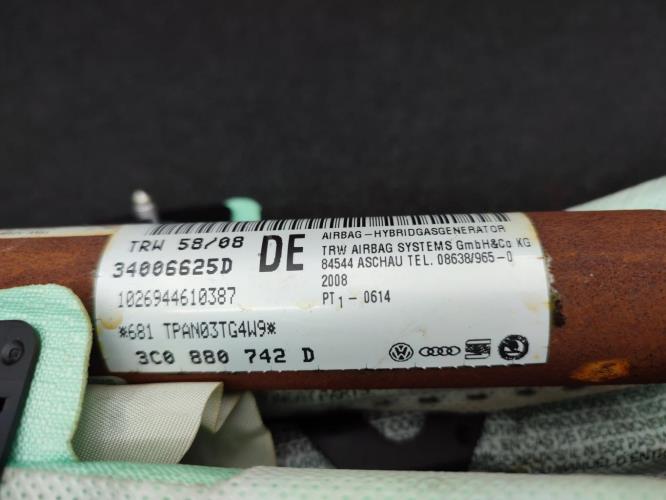 TRW 58/08
34006625D
1026944610387
*681 TPAN03TG4W9*
3C0 880 742 D
DE
AIRBAG-HYBRIDGASGENERATOR
TRW AIRBAG SYSTEMS GmbH&Co KG
84544 ASCHAU TEL. 08638/965-0
2008
PT1- 0614